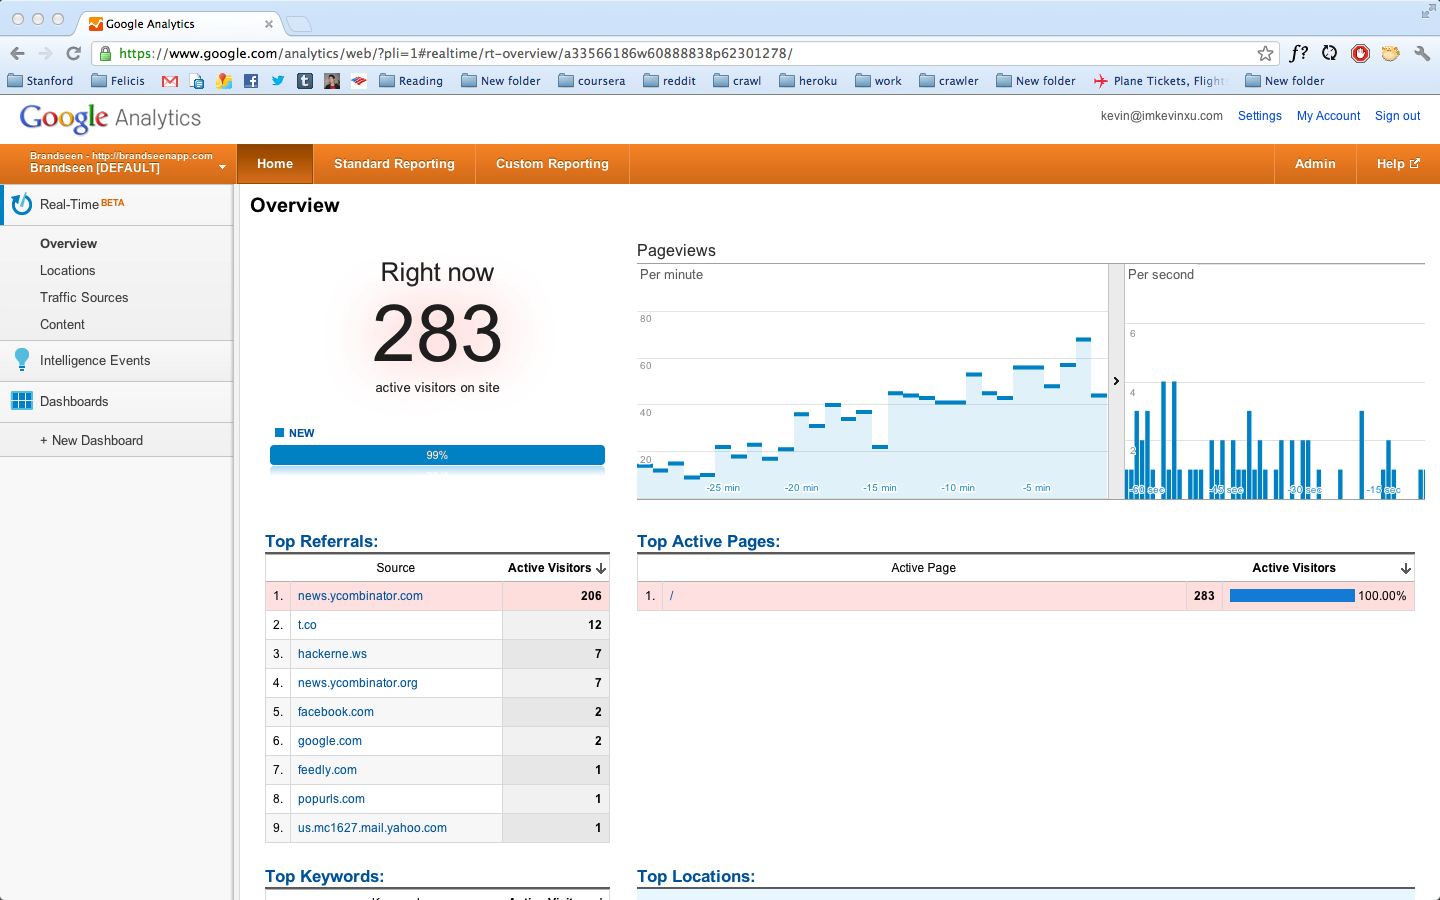 Google Analytics
https://www.google.com/analytics/web/?pli=1#realtime/rt-overview/a33566186w60888838p62301278/
f?
Stanford Felicis Reading New folder coursera reddit crawl heroku work crawler New folder Plane Tickets, Flight New folder
Google Analytics
kevin@imkevinxu.com Settings My Account Sign out
Brandseen - http://brandseenapp.com
Brandseen [DEFAULT]
Home Standard Reporting Custom Reporting Admin Help
Real-Time BETA
Overview
Locations
Traffic Sources
Content
Intelligence Events
Dashboards
+ New Dashboard
Overview
Right now
283
active visitors on site
NEW
99%
Pageviews
Per minute
80
60
40
20
-25 min -20 min -15 min -10 min -5 min
Per second
6
4
2
-60 sec -45 sec -30 sec -15 sec
Top Referrals:
Source Active Visitors
1. news.ycombinator.com 206
2. t.co 12
3. hackerne.ws 7
4. news.ycombinator.org 7
5. facebook.com 2
6. google.com 2
7. feedly.com 1
8. popurls.com 1
9. us.mc1627.mail.yahoo.com 1
Top Active Pages:
Active Page Active Visitors
1. / 283 100.00%
Top Keywords:
Top Locations: